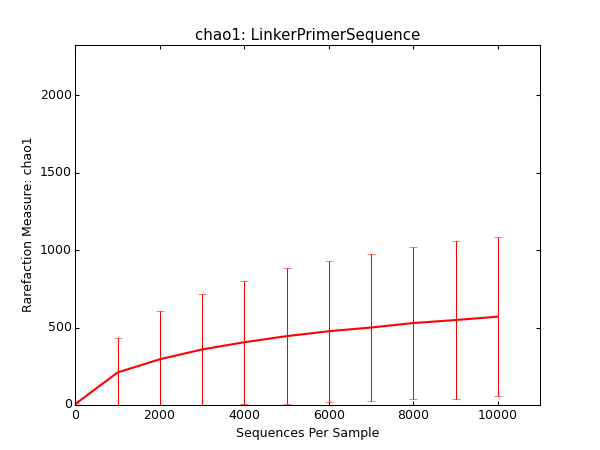 chao1: LinkerPrimerSequence
Rarefaction Measure: chao1
2000
1500
1000
500
0
0 2000 4000 6000 8000 10000
Sequences Per Sample